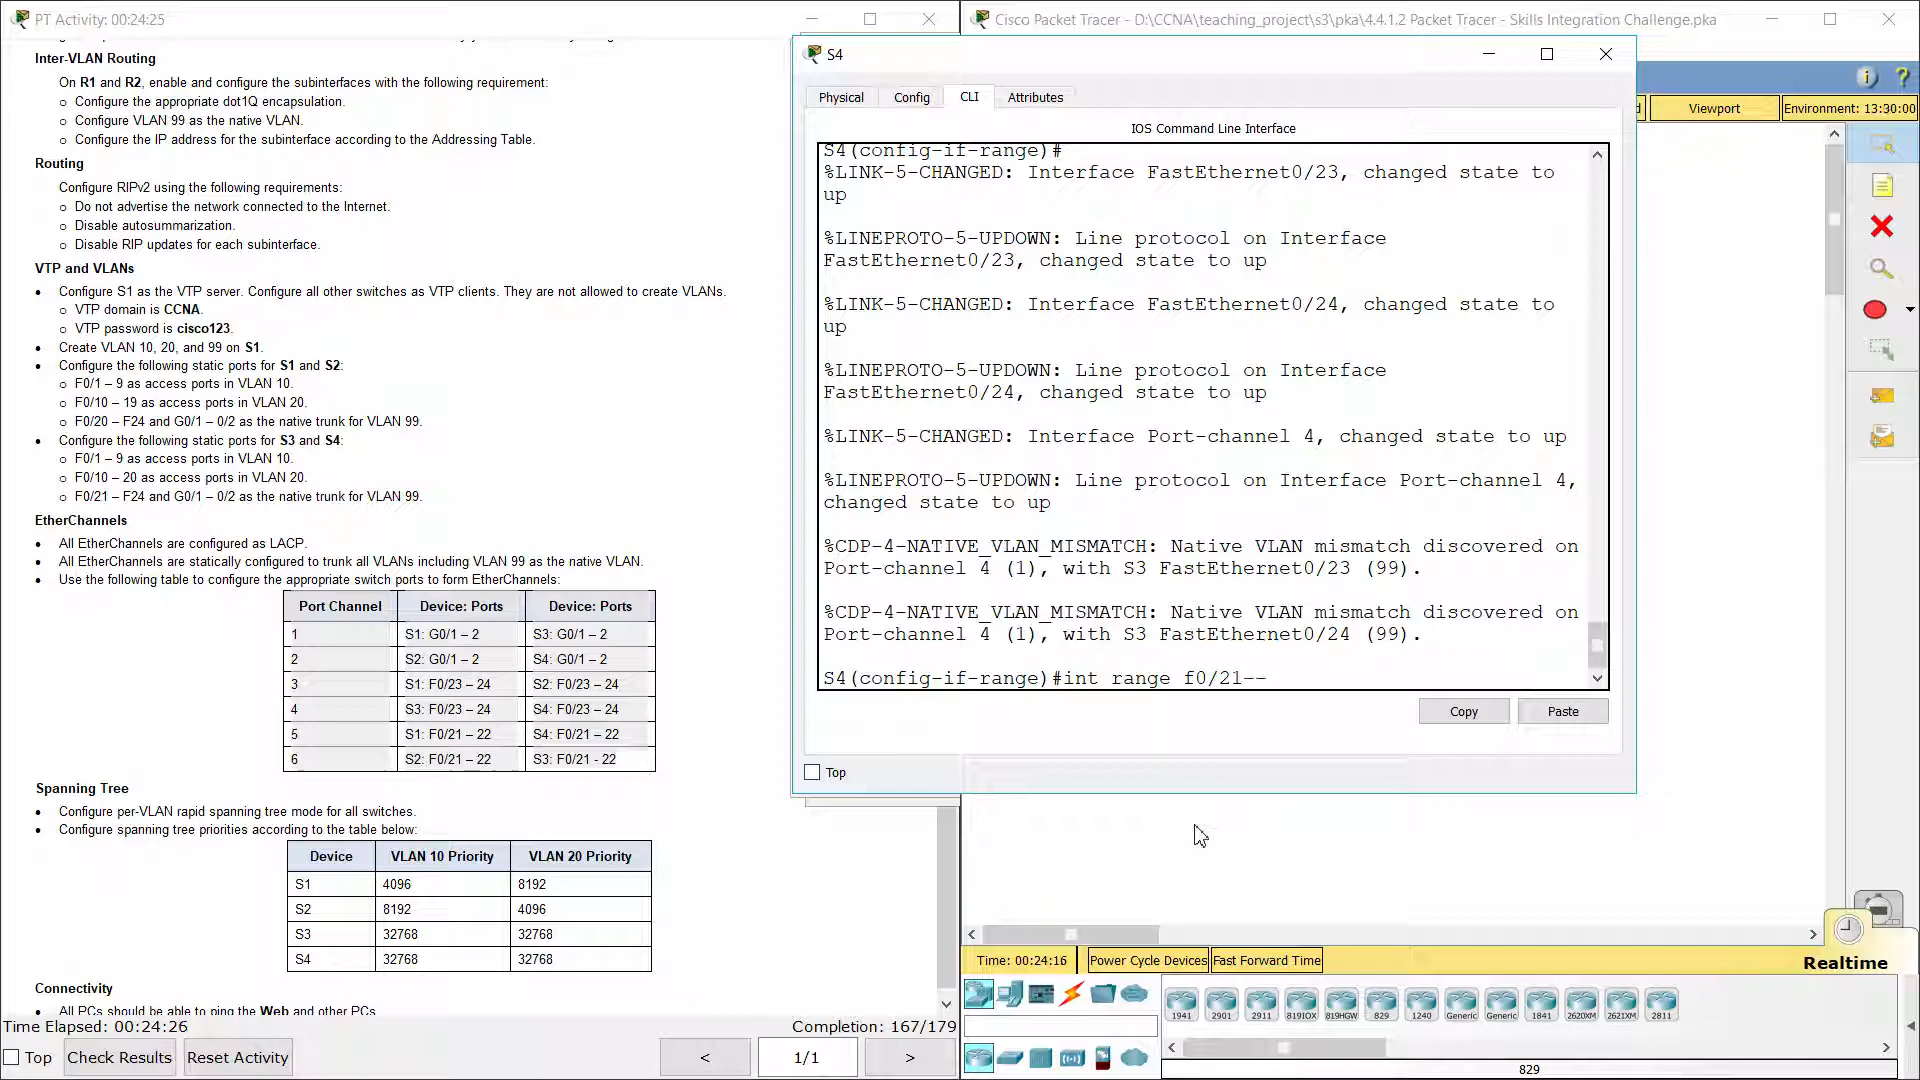 PT Activity: 00:24:25
Inter-VLAN Routing
On R1 and R2, enable and configure the subinterfaces with the following requirement:
o Configure the appropriate dot1Q encapsulation.
o Configure VLAN 99 as the native VLAN.
o Configure the IP address for the subinterface according to the Addressing Table.
Routing
Configure RIPv2 using the following requirements:
o Do not advertise the network connected to the Internet.
o Disable autosummarization.
o Disable RIP updates for each subinterface.
VTP and VLANs
• Configure S1 as the VTP server. Configure all other switches as VTP clients. They are not allowed to create VLANs.
o VTP domain is CCNA.
o VTP password is cisco123.
• Create VLAN 10, 20, and 99 on S1.
• Configure the following static ports for S1 and S2:
o F0/1 – 9 as access ports in VLAN 10.
o F0/10 – 19 as access ports in VLAN 20.
o F0/20 – F24 and G0/1 – 0/2 as the native trunk for VLAN 99.
• Configure the following static ports for S3 and S4:
o F0/1 – 9 as access ports in VLAN 10.
o F0/10 – 20 as access ports in VLAN 20.
o F0/21 – F24 and G0/1 – 0/2 as the native trunk for VLAN 99.
EtherChannels
• All EtherChannels are configured as LACP.
• All EtherChannels are statically configured to trunk all VLANs including VLAN 99 as the native VLAN.
• Use the following table to configure the appropriate switch ports to form EtherChannels:
Port Channel Device: Ports Device: Ports
1 S1: G0/1 – 2 S3: G0/1 – 2
2 S2: G0/1 – 2 S4: G0/1 – 2
3 S1: F0/23 – 24 S2: F0/23 – 24
4 S3: F0/23 – 24 S4: F0/23 – 24
5 S1: F0/21 – 22 S4: F0/21 – 22
6 S2: F0/21 – 22 S3: F0/21 - 22
Spanning Tree
• Configure per-VLAN rapid spanning tree mode for all switches.
• Configure spanning tree priorities according to the table below:
Device VLAN 10 Priority VLAN 20 Priority
S1 4096 8192
S2 8192 4096
S3 32768 32768
S4 32768 32768
Connectivity
• All PCs should be able to ping the Web and other PCs
Time Elapsed: 00:24:26 Completion: 167/179
Top Check Results Reset Activity < 1/1 >
Cisco Packet Tracer - D:\CCNA\teaching_project\s3\pka\4.4.1.2 Packet Tracer - Skills Integration Challenge.pka
S4
Physical Config CLI Attributes
IOS Command Line Interface
S4(config-if-range)#
%LINK-5-CHANGED: Interface FastEthernet0/23, changed state to
up
%LINEPROTO-5-UPDOWN: Line protocol on Interface
FastEthernet0/23, changed state to up
%LINK-5-CHANGED: Interface FastEthernet0/24, changed state to
up
%LINEPROTO-5-UPDOWN: Line protocol on Interface
FastEthernet0/24, changed state to up
%LINK-5-CHANGED: Interface Port-channel 4, changed state to up
%LINEPROTO-5-UPDOWN: Line protocol on Interface Port-channel 4,
changed state to up
%CDP-4-NATIVE_VLAN_MISMATCH: Native VLAN mismatch discovered on
Port-channel 4 (1), with S3 FastEthernet0/23 (99).
%CDP-4-NATIVE_VLAN_MISMATCH: Native VLAN mismatch discovered on
Port-channel 4 (1), with S3 FastEthernet0/24 (99).
S4(config-if-range)#int range f0/21--
Copy Paste
Top
Viewport Environment: 13:30:00
Time: 00:24:16 Power Cycle Devices Fast Forward Time
Realtime
1941 2901 2911 819IOX 819HGW 829 1240 Generic Generic 1841 2620XM 2621XM 2811
829